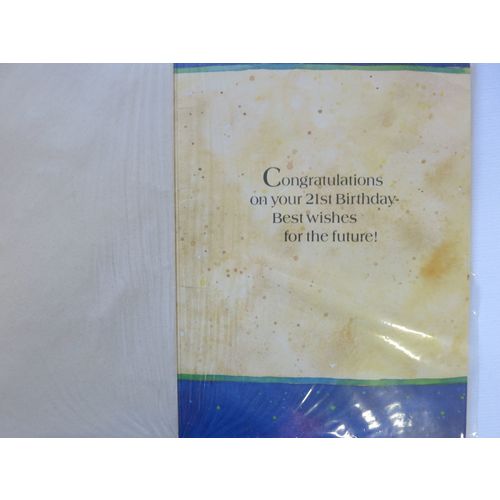 Congratulations
on your 21st Birthday-
Best wishes
for the future!